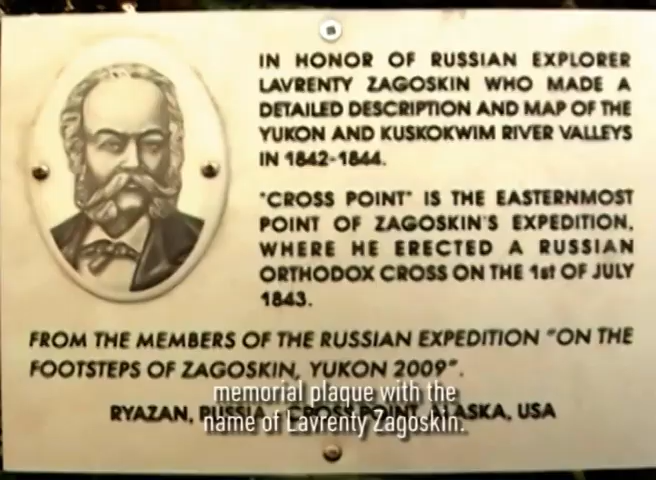 IN HONOR OF RUSSIAN EXPLORER
LAVRENTY ZAGOSKIN WHO MADE A
DETAILED DESCRIPTION AND MAP OF THE
YUKON AND KUSKOKWIM RIVER VALLEYS
IN 1842-1844.
"CROSS POINT" IS THE EASTERNMOST
POINT OF ZAGOSKIN'S EXPEDITION,
WHERE HE ERECTED A RUSSIAN
ORTHODOX CROSS ON THE 1st OF JULY
1843.
FROM THE MEMBERS OF THE RUSSIAN EXPEDITION "ON THE
FOOTSTEPS OF ZAGOSKIN, YUKON 2009".
memorial plaque with the
RYAZAN, RUSSIA, CROSS POINT, ALASKA, USA
name of Lavrenty Zagoskin.